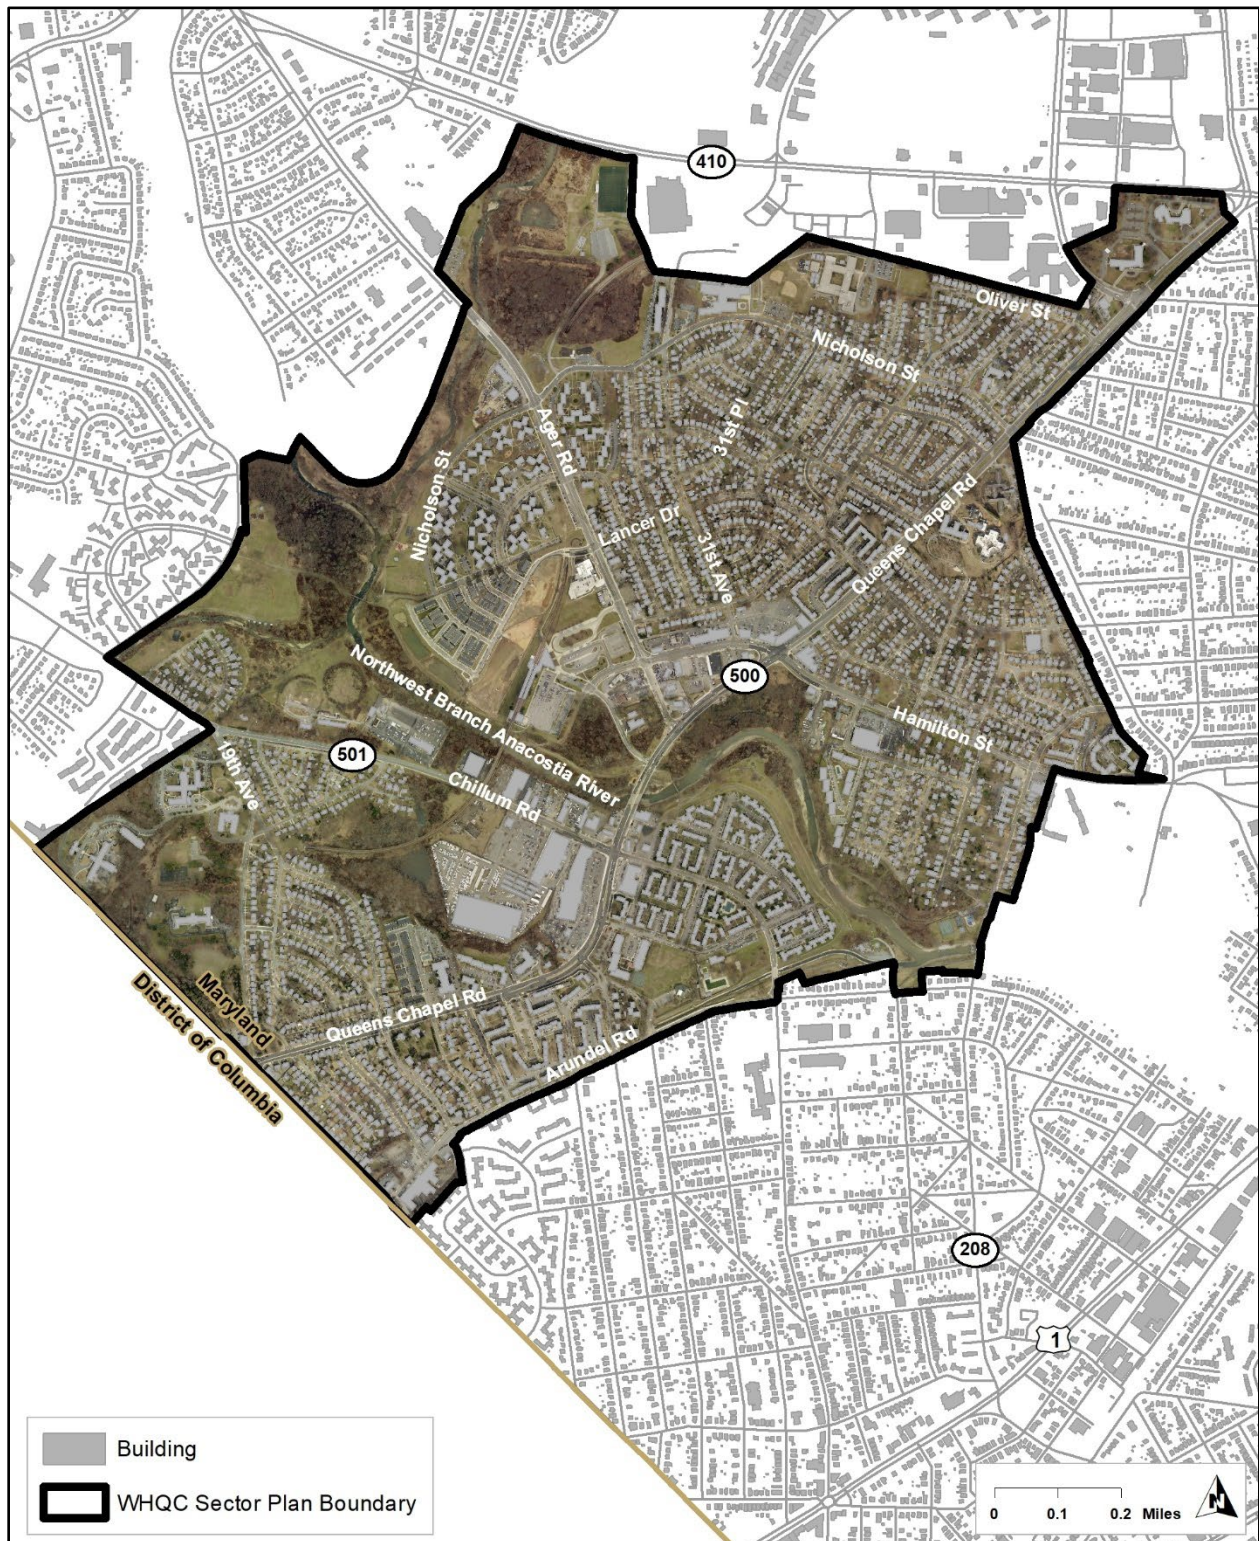 410
Oliver St
Nicholson St
31st Pl
Ager Rd
Nicholson St
Queens Chapel Rd
Lancer Dr
31st Ave
Northwest Branch Anacostia River
500
Hamilton St
501
19th Ave
Chillum Rd
Maryland
District of Columbia
Queens Chapel Rd
Arundel Rd
208
1
Building
WHQC Sector Plan Boundary
0 0.1 0.2 Miles
N